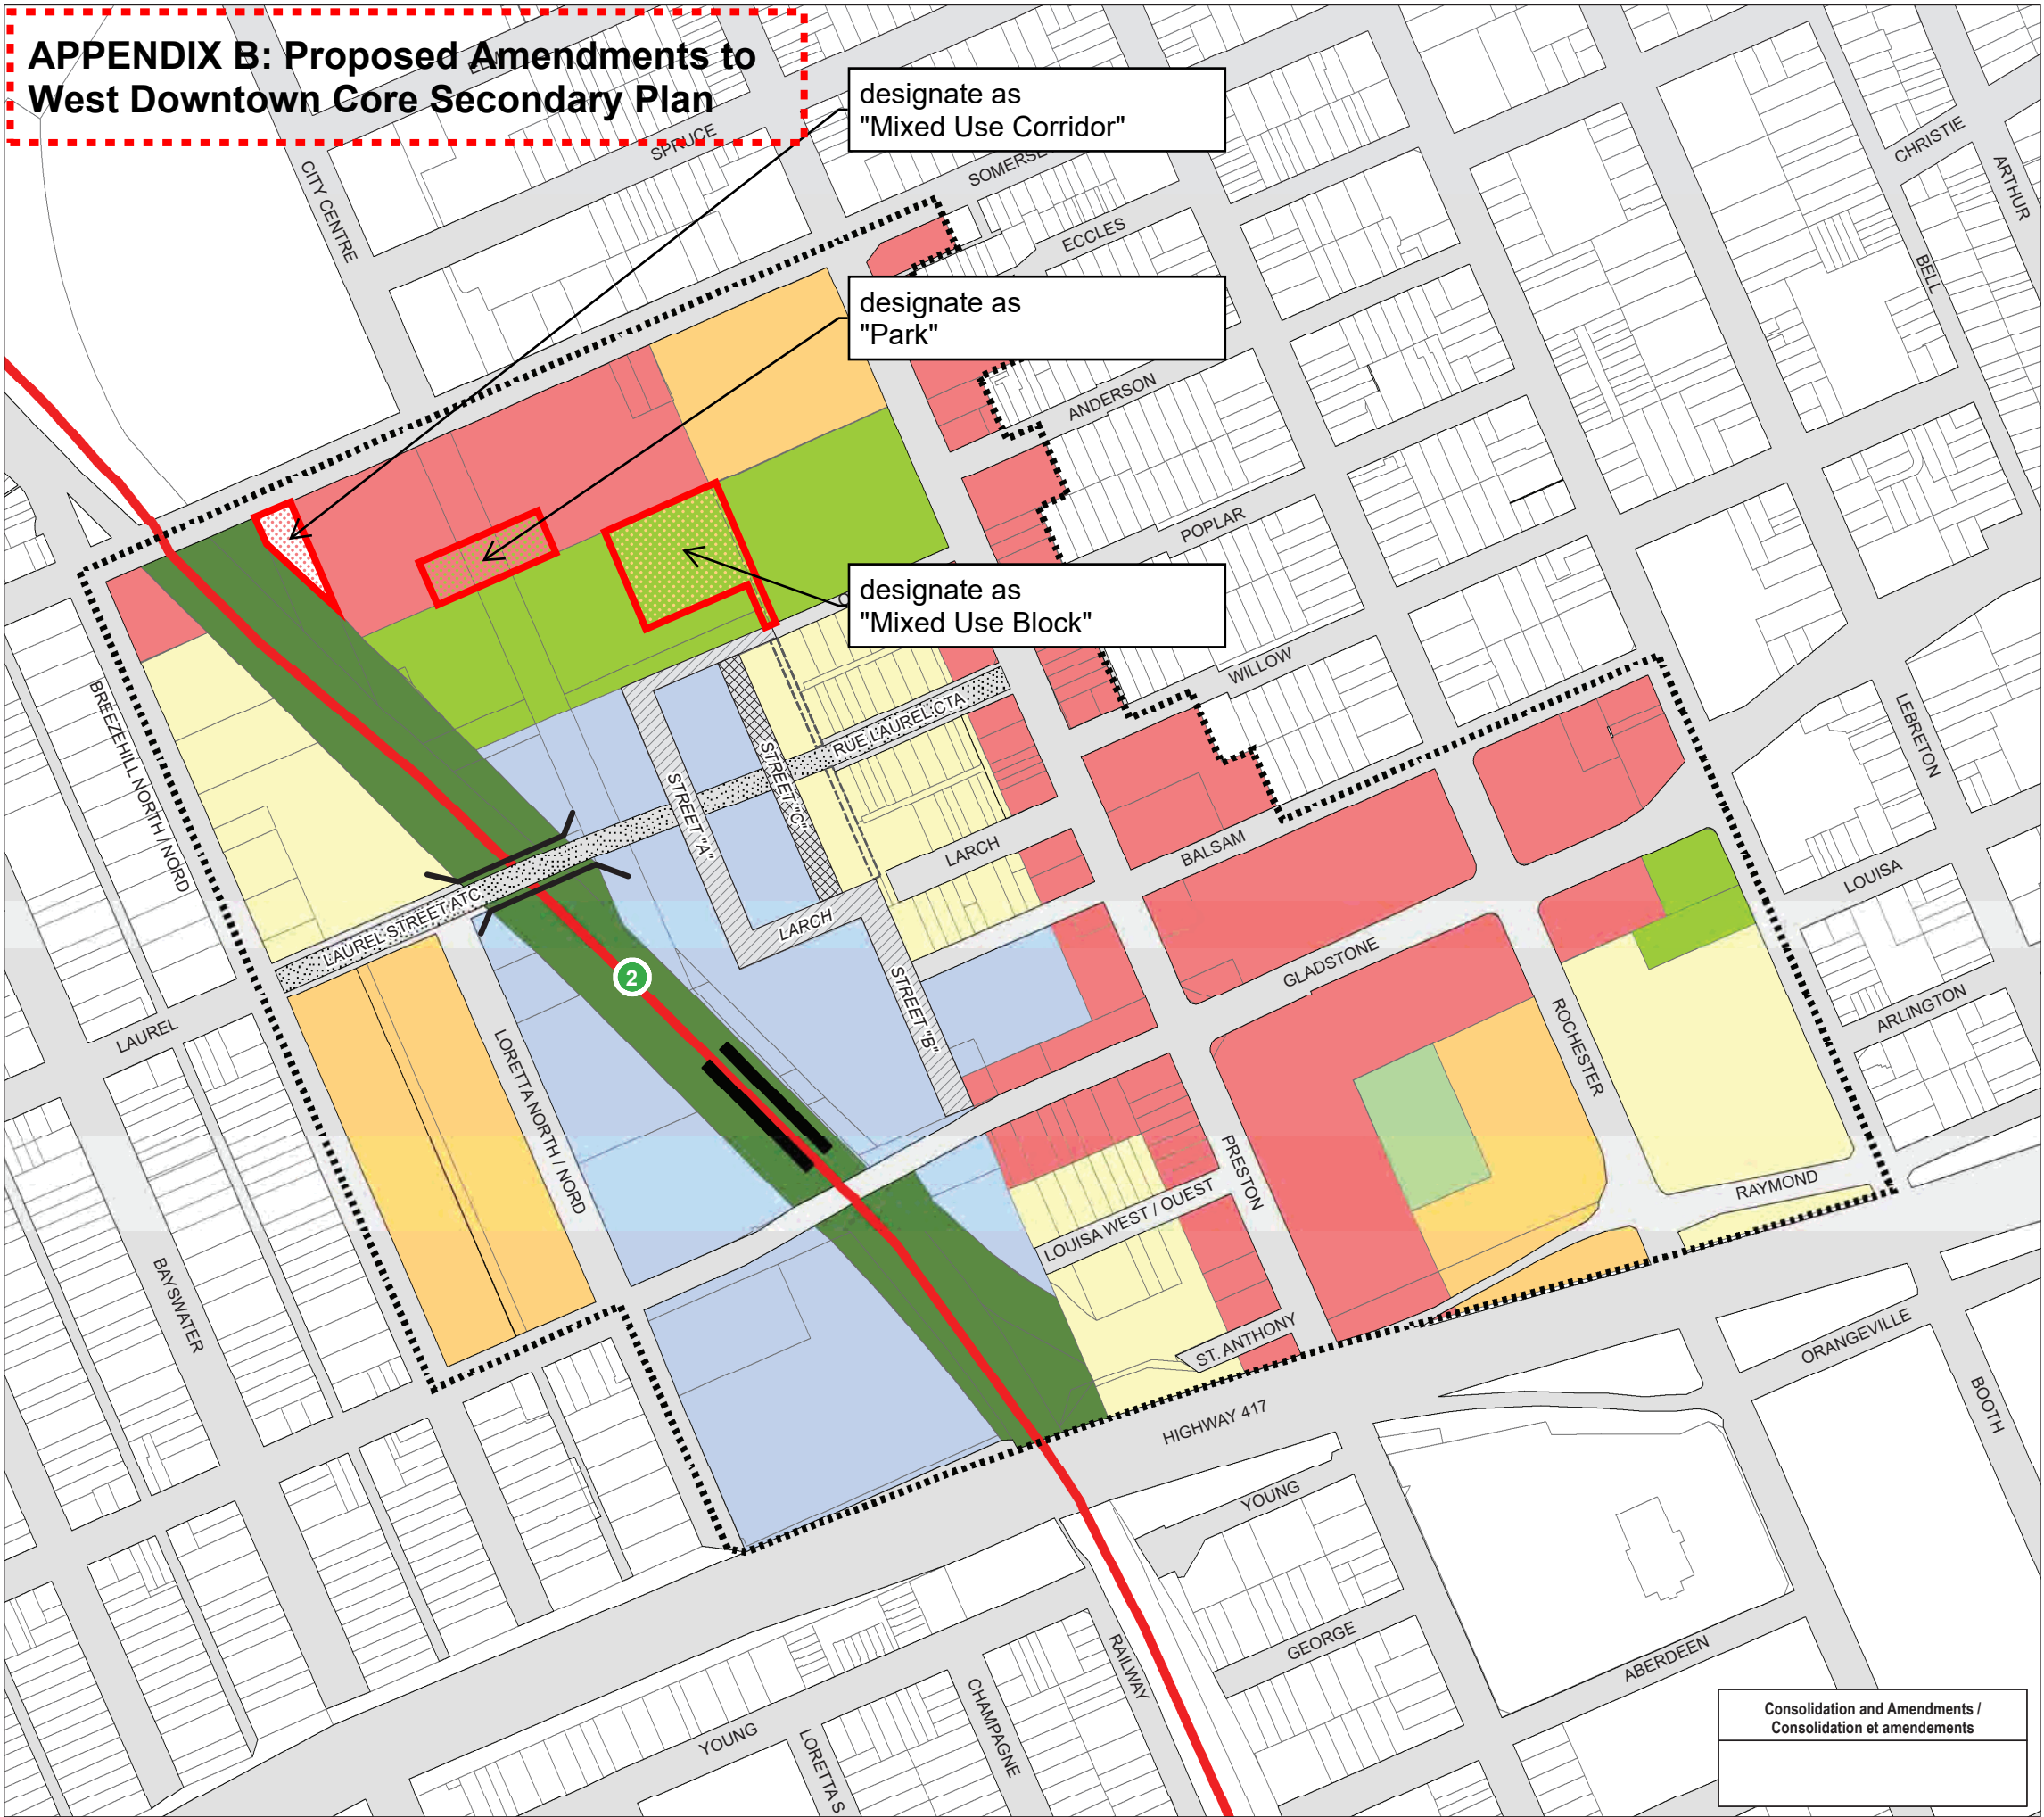 APPENDIX B: Proposed Amendments to
West Downtown Core Secondary Plan
ELM
SPRUCE
CITY CENTRE
designate as
"Mixed Use Corridor"
CHRISTIE
ARTHUR
ECCLES
BELL
designate as
"Park"
ANDERSON
POPLAR
designate as
"Mixed Use Block"
WILLOW
BREEZEHILL NORTH / NORD
RUE LAUREL CTA
STREET "A"
STREET "C"
LARCH
BALSAM
LEBRETON
LOUISA
LAUREL STREET ATC
LARCH
2
STREET "B"
GLADSTONE
ROCHESTER
ARLINGTON
LAUREL
LORETTA NORTH / NORD
PRESTON
RAYMOND
LOUISA WEST / OUEST
BAYSWATER
ST. ANTHONY
ORANGEVILLE
HIGHWAY 417
BOOTH
YOUNG
GEORGE
ABERDEEN
RAILWAY
CHAMPAGNE
YOUNG
LORETTA S
Consolidation and Amendments /
Consolidation et amendements